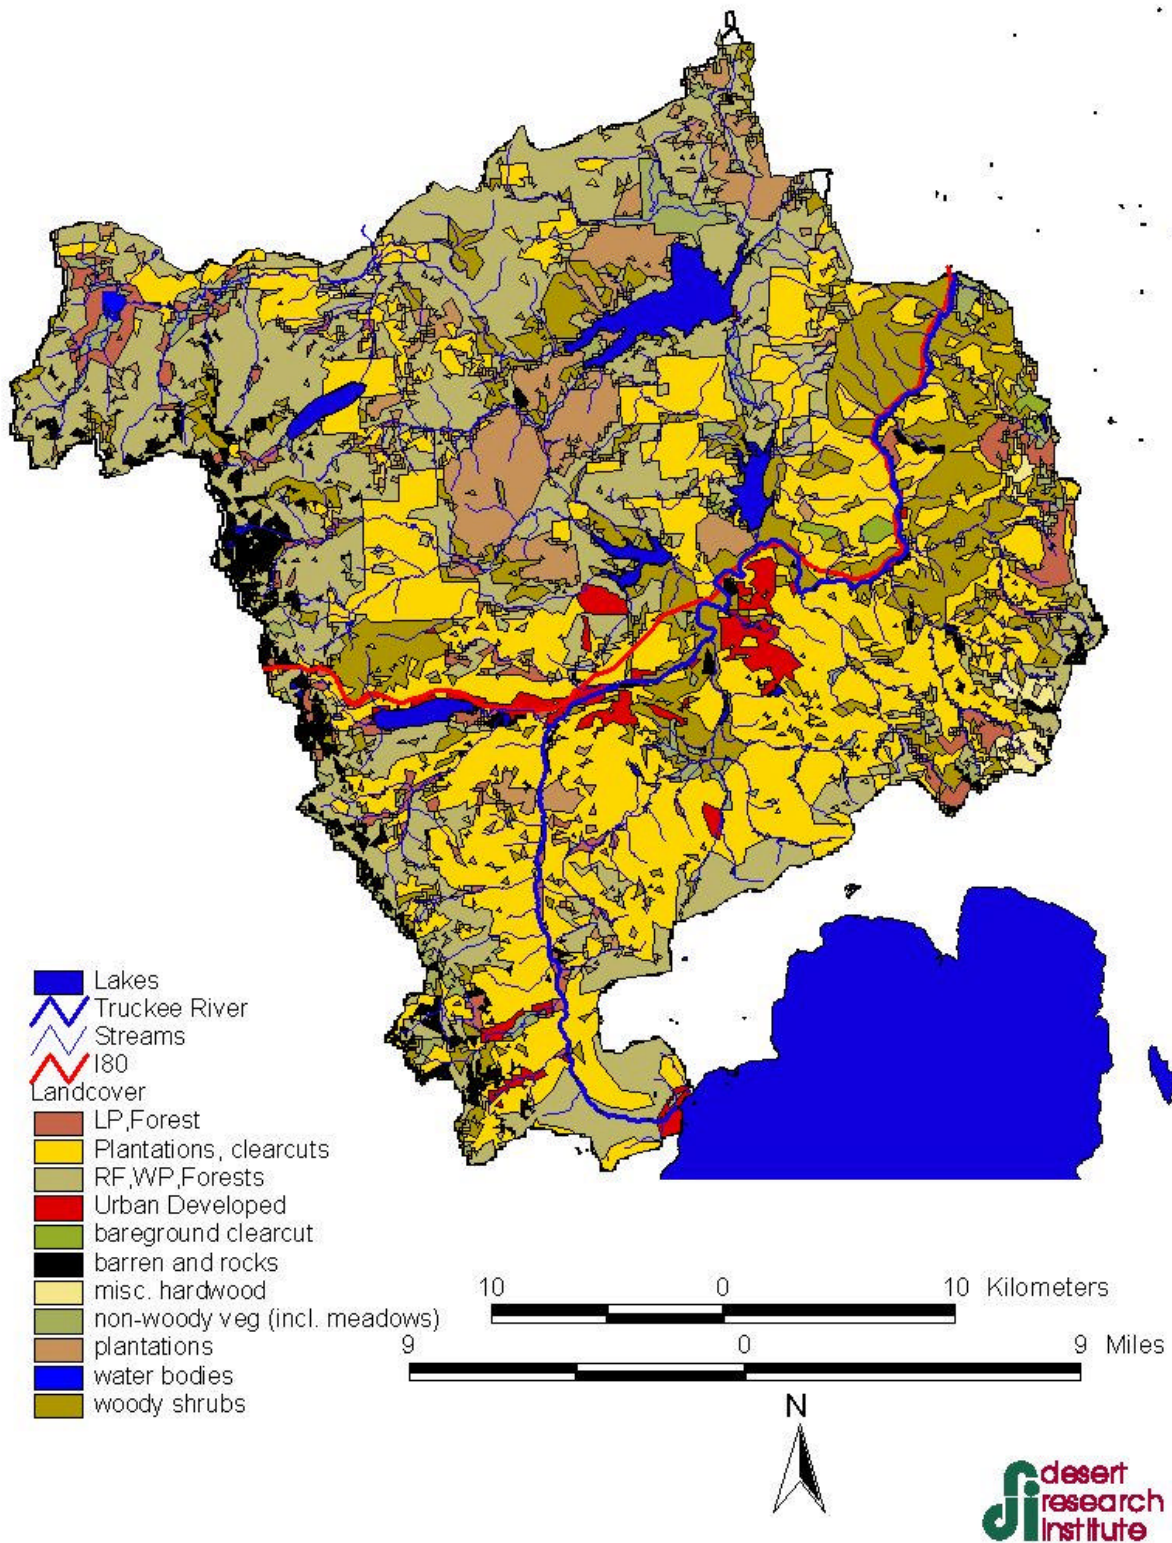 Lakes
Truckee River
Streams
I80
Landcover
LP,Forest
Plantations, clearcuts
RF,WP,Forests
Urban Developed
bareground clearcut
barren and rocks
misc. hardwood
non-woody veg (incl. meadows)
plantations
water bodies
woody shrubs
10 0 10 Kilometers
9 0 9 Miles
N
desert
research
institute